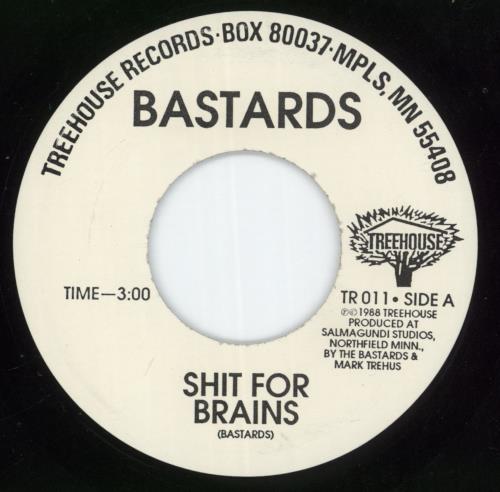 TREEHOUSE RECORDS·BOX 80037·MPLS, MN 55408
BASTARDS
TREEHOUSE
TIME—3:00
TR 011• SIDE A
℗© 1988 TREEHOUSE
PRODUCED AT
SALMAGUNDI STUDIOS,
NORTHFIELD MINN.,
BY THE BASTARDS &
MARK TREHUS
SHIT FOR
BRAINS
(BASTARDS)